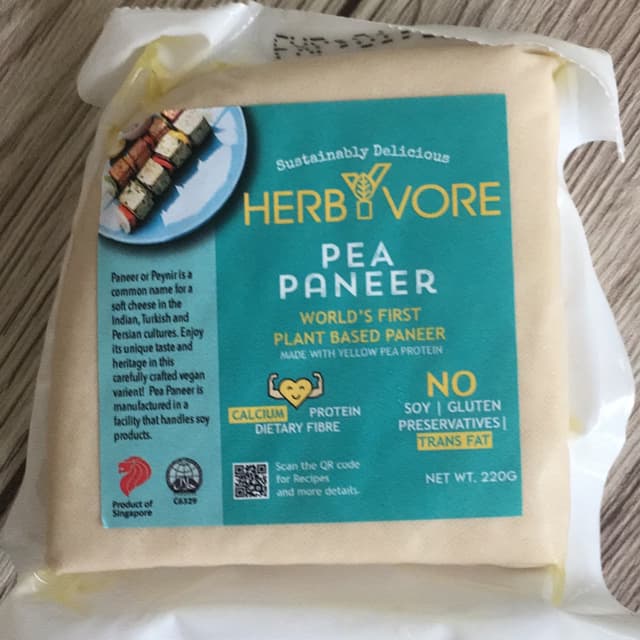 Sustainably Delicious
HERBYVORE
PEA
PANEER
WORLD'S FIRST
PLANT BASED PANEER
MADE WITH YELLOW PEA PROTEIN
CALCIUM PROTEIN
DIETARY FIBRE
NO
SOY | GLUTEN
PRESERVATIVES|
TRANS FAT
Scan the QR code
for Recipes
and more details.
NET WT. 220G
Paneer or Peynir is a
common name for a
soft cheese in the
Indian, Turkish and
Persian cultures. Enjoy
its unique taste and
heritage in this
carefully crafted vegan
varient! Pea Paneer is
manufactured in a
facility that handles soy
products.
Product of
Singapore
C6329